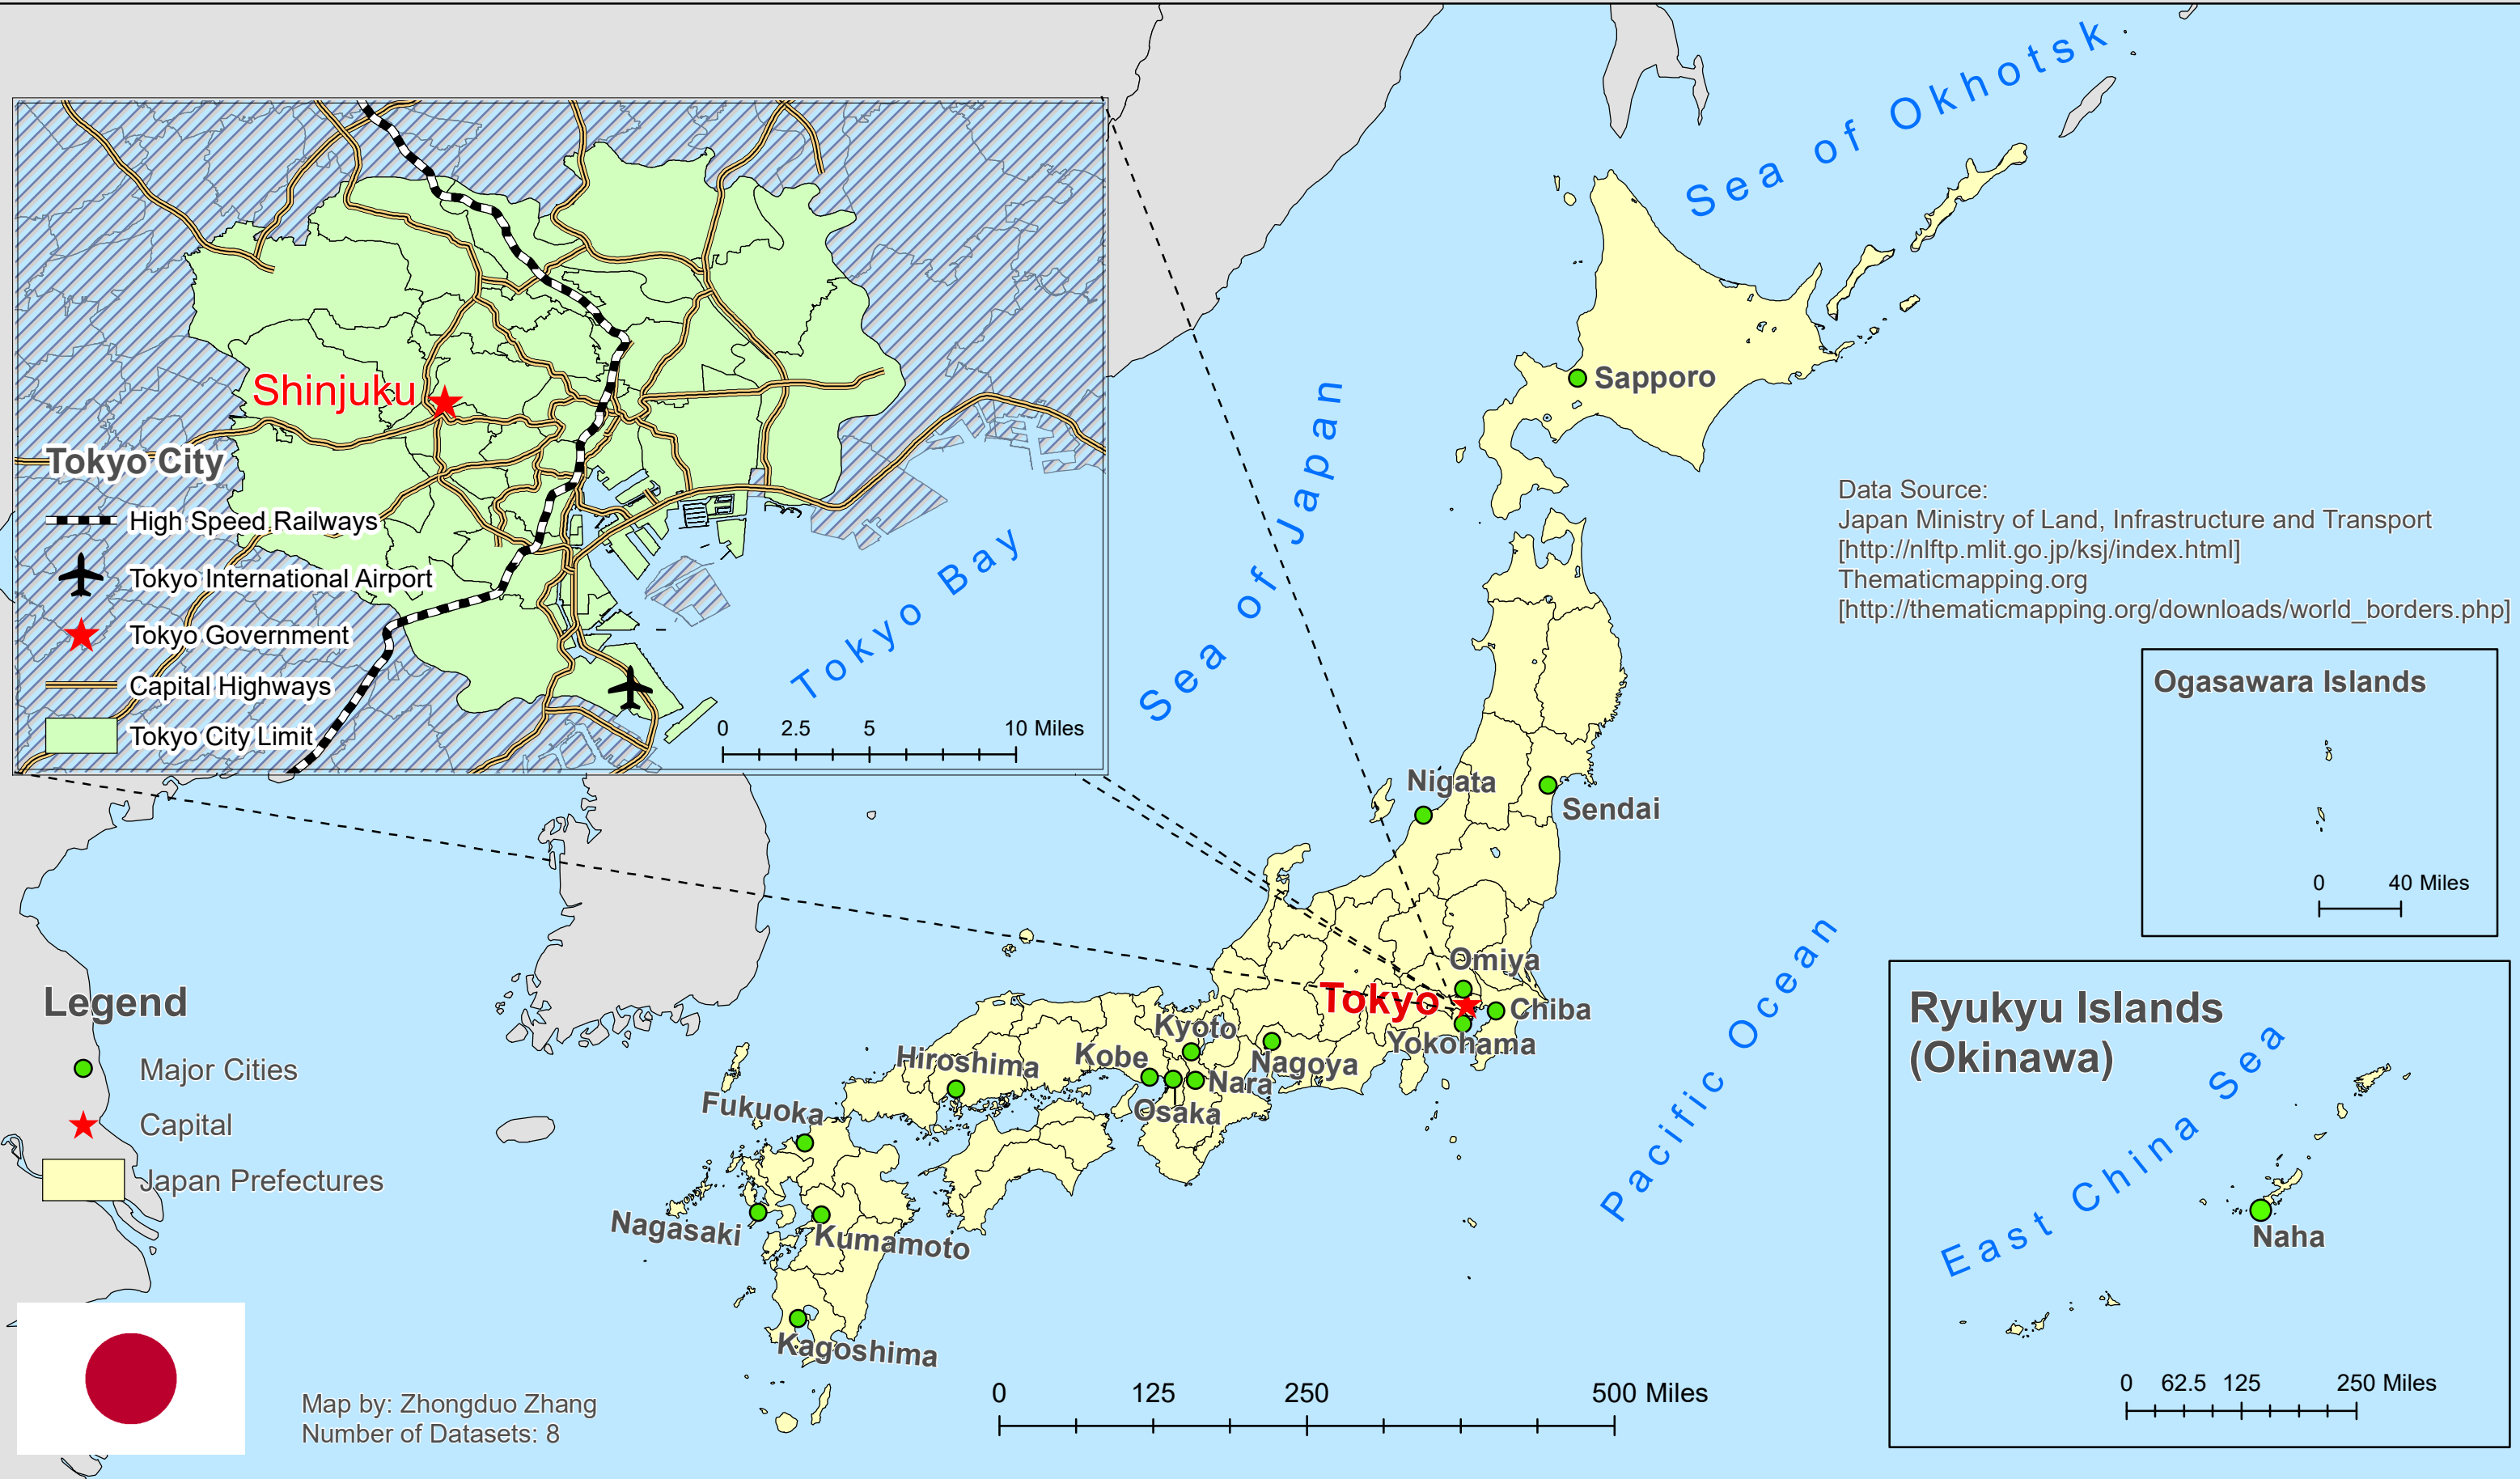 Sea of Okhotsk
Shinjuku
Tokyo City
High Speed Railways
Tokyo International Airport
Tokyo Government
Capital Highways
Tokyo City Limit
Tokyo Bay
0 2.5 5 10 Miles
Sea of Japan
Sapporo
Data Source:
Japan Ministry of Land, Infrastructure and Transport
[http://nlftp.mlit.go.jp/ksj/index.html]
Thematicmapping.org
[http://thematicmapping.org/downloads/world_borders.php]
Ogasawara Islands
0 40 Miles
Nigata
Sendai
Omiya
Tokyo
Chiba
Yokohama
Kyoto
Nagoya
Kobe
Nara
Osaka
Hiroshima
Fukuoka
Nagasaki
Kumamoto
Kagoshima
Pacific Ocean
Ryukyu Islands
(Okinawa)
East China Sea
Naha
0 62.5 125 250 Miles
Legend
Major Cities
Capital
Japan Prefectures
Map by: Zhongduo Zhang
Number of Datasets: 8
0 125 250 500 Miles